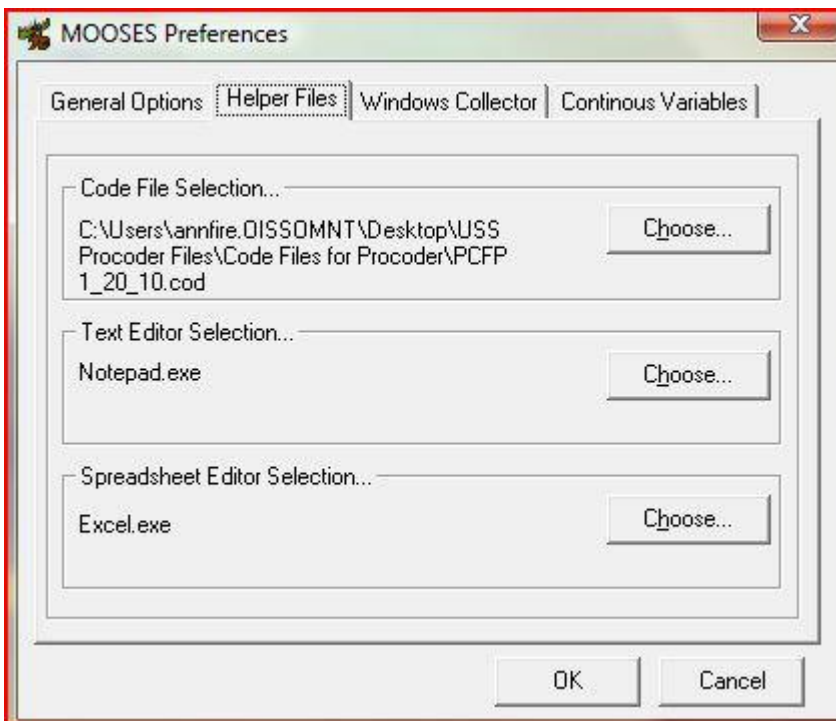 MOOSES Preferences
General Options Helper Files Windows Collector Continous Variables
Code File Selection...
C:\Users\annfire.OISSOMNT\Desktop\USS
Procoder Files\Code Files for Procoder\PCFP
1_20_10.cod
Choose...
Text Editor Selection...
Notepad.exe
Choose...
Spreadsheet Editor Selection...
Excel.exe
Choose...
OK Cancel